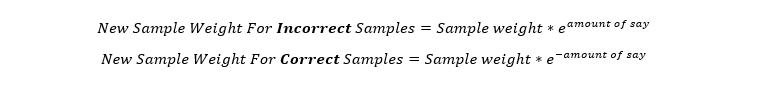 New Sample Weight For Incorrect Samples = Sample weight * e^amount of say
New Sample Weight For Correct Samples = Sample weight * e^−amount of say